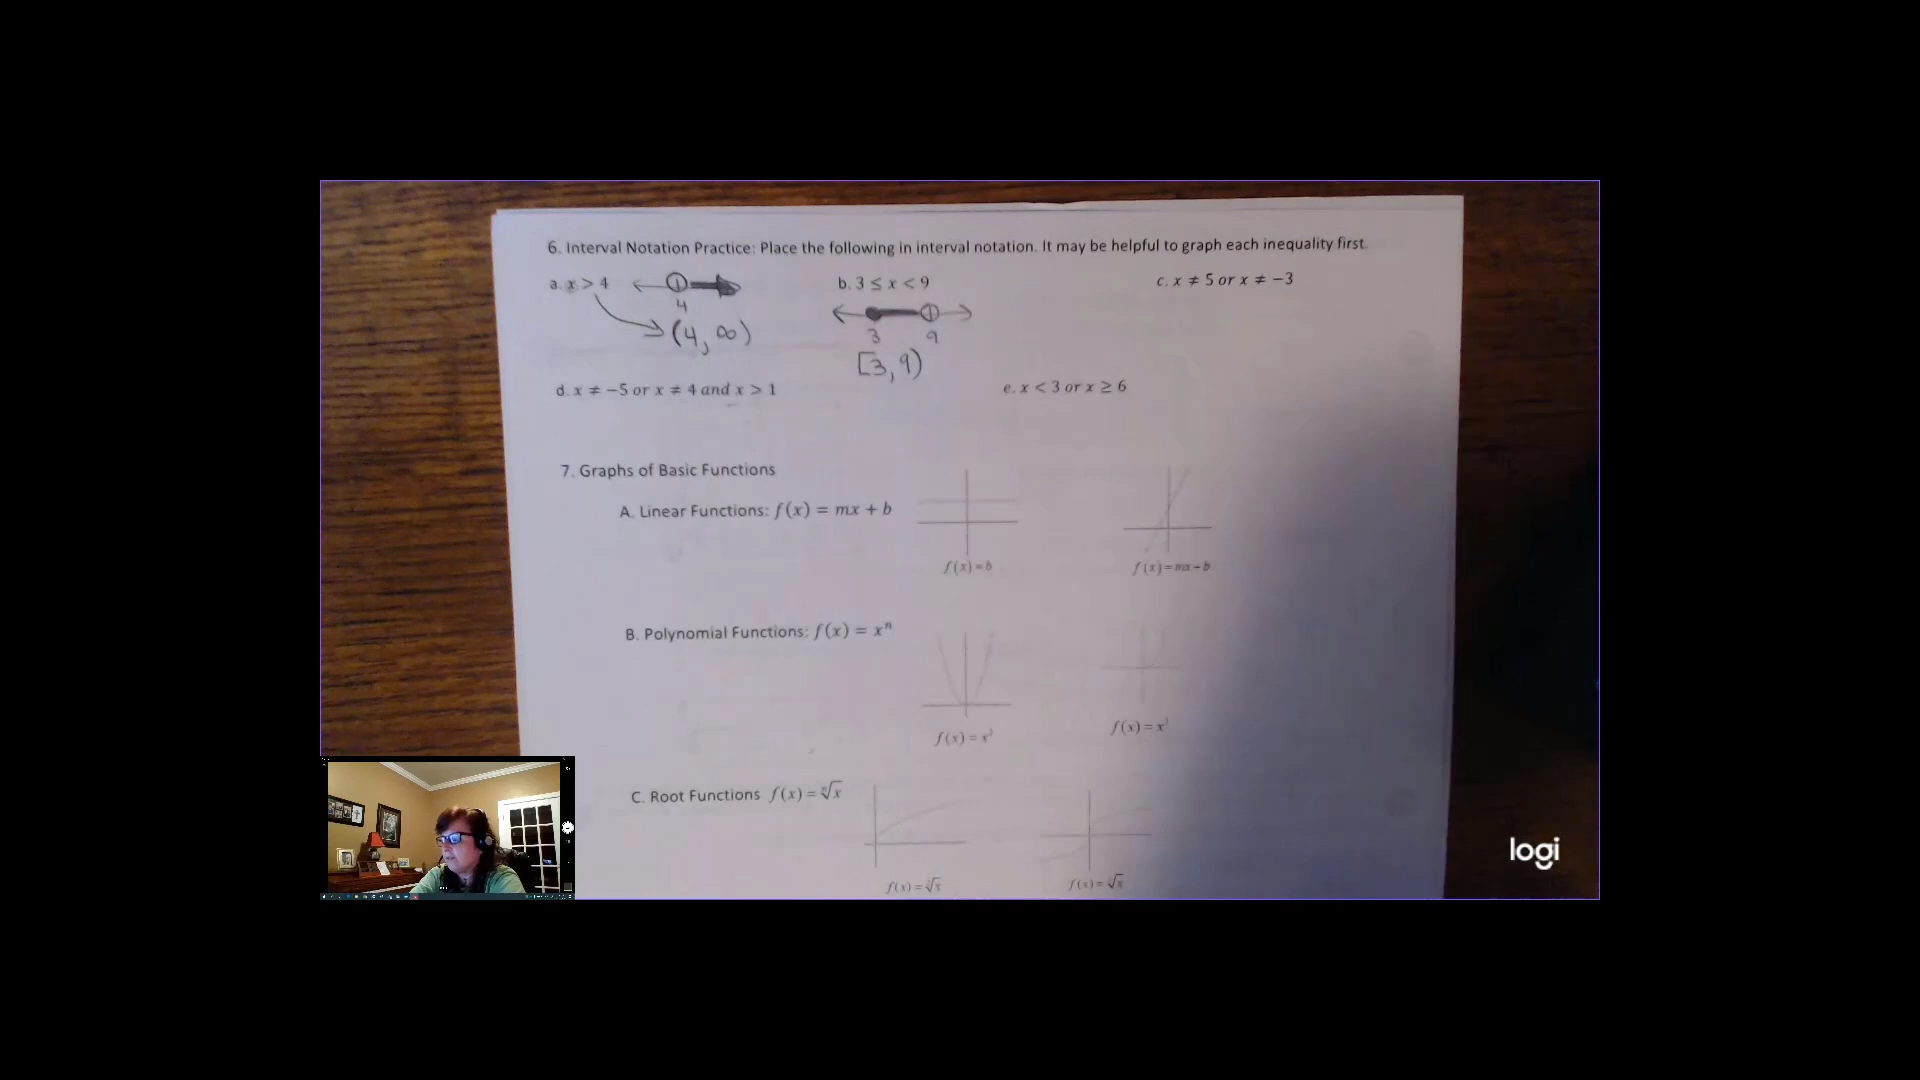 6. Interval Notation Practice: Place the following in interval notation. It may be helpful to graph each inequality first.
a. x > 4
4
(4, ∞)
b. 3 ≤ x < 9
3 9
[3, 9)
c. x ≠ 5 or x ≠ −3
d. x ≠ −5 or x ≠ 4 and x > 1
e. x < 3 or x ≥ 6
7. Graphs of Basic Functions
A. Linear Functions: f(x) = mx + b
f(x) = b
f(x) = mx + b
B. Polynomial Functions: f(x) = xⁿ
f(x) = x
f(x) = x
C. Root Functions f(x) = ⁿ√x
f(x) = √x
f(x) = √x
logi